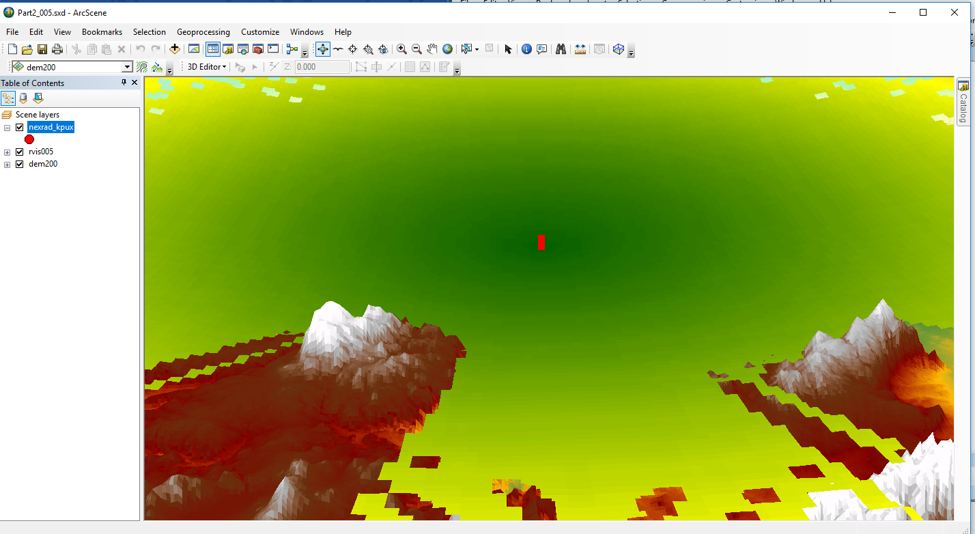 Part2_005.sxd - ArcScene
File Edit View Bookmarks Selection Geoprocessing Customize Windows Help
dem200 3D Editor Z: 0.000
Table of Contents
Scene layers
nexrad_kpux
rvis005
dem200
Catalog